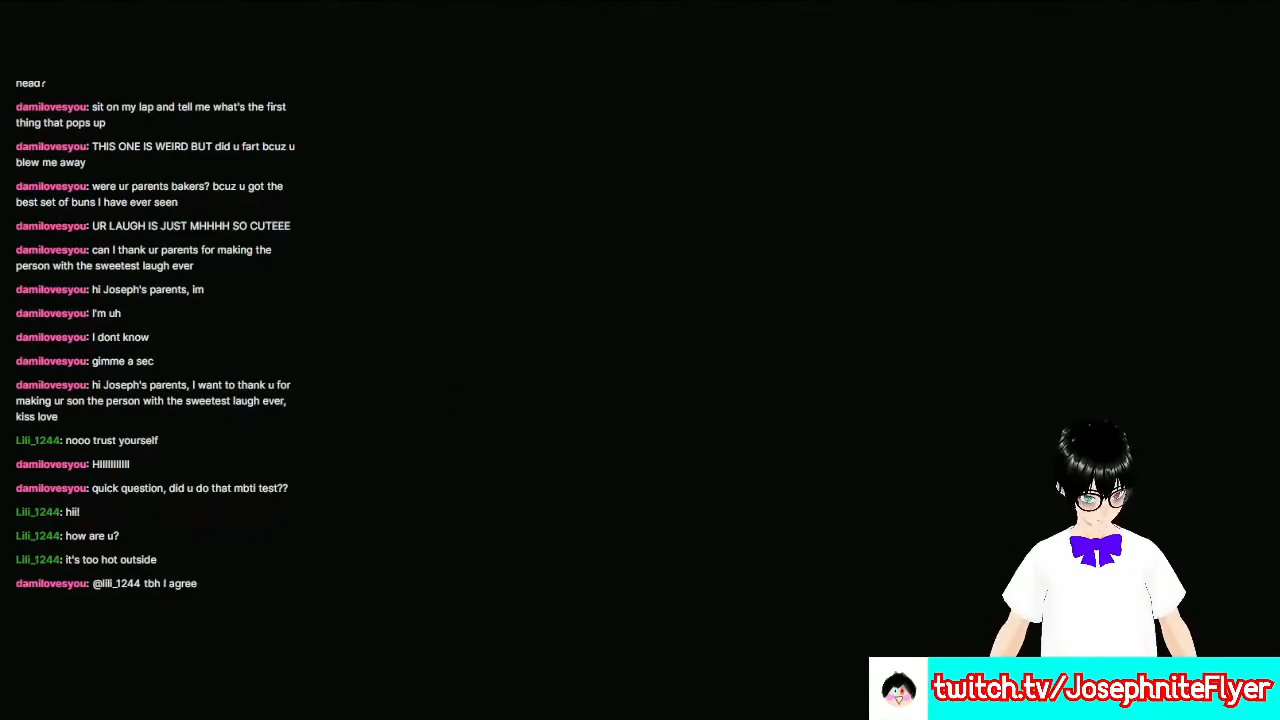 damilovesyou: sit on my lap and tell me what's the first
thing that pops up
damilovesyou: THIS ONE IS WEIRD BUT did u fart bcuz u
blew me away
damilovesyou: were ur parents bakers? bcuz u got the
best set of buns I have ever seen
damilovesyou: UR LAUGH IS JUST MHHHH SO CUTEEE
damilovesyou: can I thank ur parents for making the
person with the sweetest laugh ever
damilovesyou: hi Joseph's parents, im
damilovesyou: I'm uh
damilovesyou: I dont know
damilovesyou: gimme a sec
damilovesyou: hi Joseph's parents, I want to thank u for
making ur son the person with the sweetest laugh ever,
kiss love
Lili_1244: nooo trust yourself
damilovesyou: HIIIIIIIIIII
damilovesyou: quick question, did u do that mbti test??
Lili_1244: hii!
Lili_1244: how are u?
Lili_1244: it's too hot outside
damilovesyou: @lili_1244 tbh I agree
twitch.tv/JosephniteFlyer